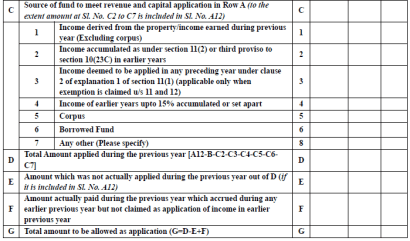 C Source of fund to meet revenue and capital application in Row A (to the C
extent amount at Sl. No. C2 to C7 is included in Sl. No. A12)
1 Income derived from the property/income earned during previous 1
year (Excluding corpus)
2 Income accumulated as under section 11(2) or third proviso to 2
section 10(23C) in earlier years
3 Income deemed to be applied in any preceding year under clause 3
2 of explanation 1 of section 11(1) (applicable only when
exemption is claimed u/s 11 and 12)
4 Income of earlier years upto 15% accumulated or set apart 4
5 Corpus 5
6 Borrowed Fund 6
7 Any other (Please specify) 8
D Total Amount applied during the previous year [A12-B-C2-C3-C4-C5-C6- D
C7]
E Amount which was not actually applied during the previous year out of D (if E
it is included in Sl. No. A12)
F Amount actually paid during the previous year which accrued during any F
earlier previous year but not claimed as application of income in earlier
previous year
G Total amount to be allowed as application (G=D-E+F) G